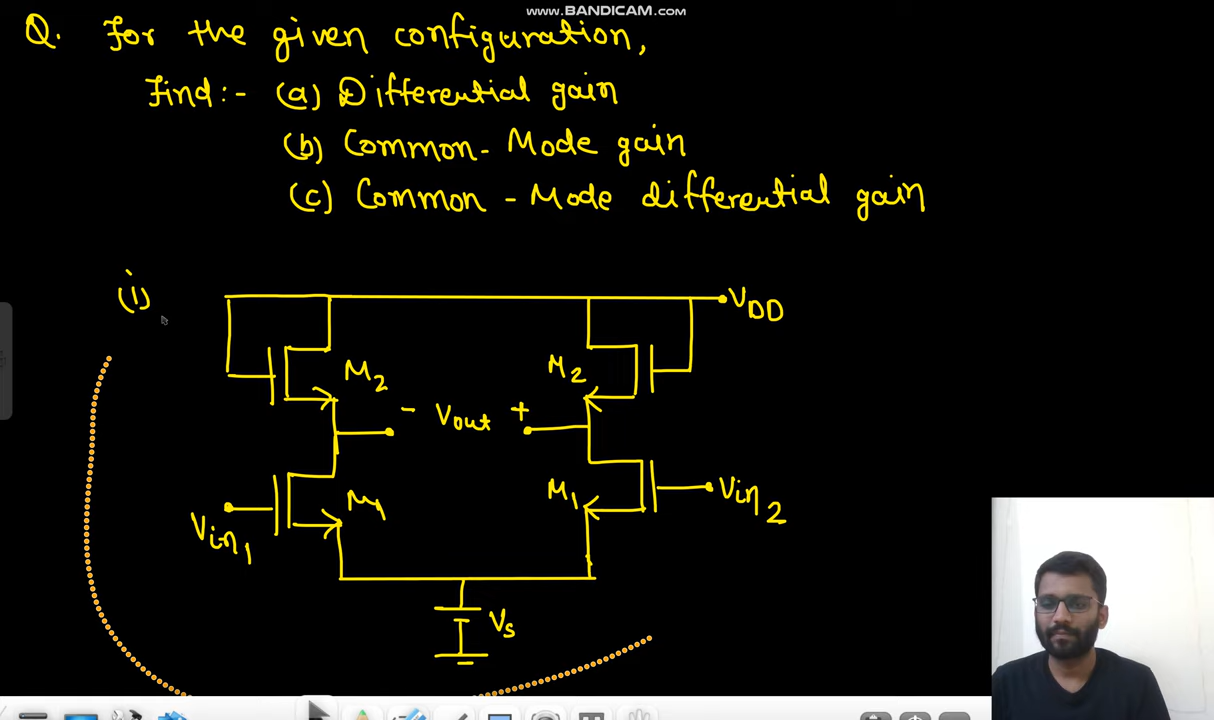 WWW.BANDICAM.COM
Q. For the given configuration,
Find:- (a) Differential gain
(b) Common- Mode gain
(c) Common - Mode differential gain
(i)
VDD
M2
M2
- Vout +
M1
M1
Vin1
Vin2
Vs